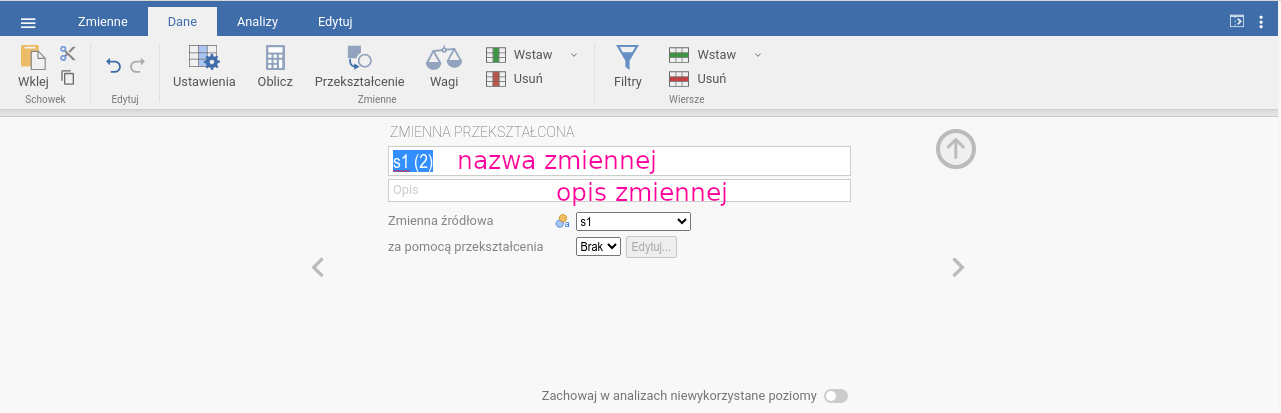 Zmienne Dane Analizy Edytuj
Wklej
Schowek
Edytuj
Ustawienia Oblicz Przekształcenie Wagi
Wstaw
Usuń
Zmienne
Filtry
Wstaw
Usuń
Wiersze
ZMIENNA PRZEKSZTAŁCONA
s1 (2) nazwa zmiennej
Opis opis zmiennej
Zmienna źródłowa a s1
za pomocą przekształcenia Brak Edytuj...
Zachowaj w analizach niewykorzystane poziomy